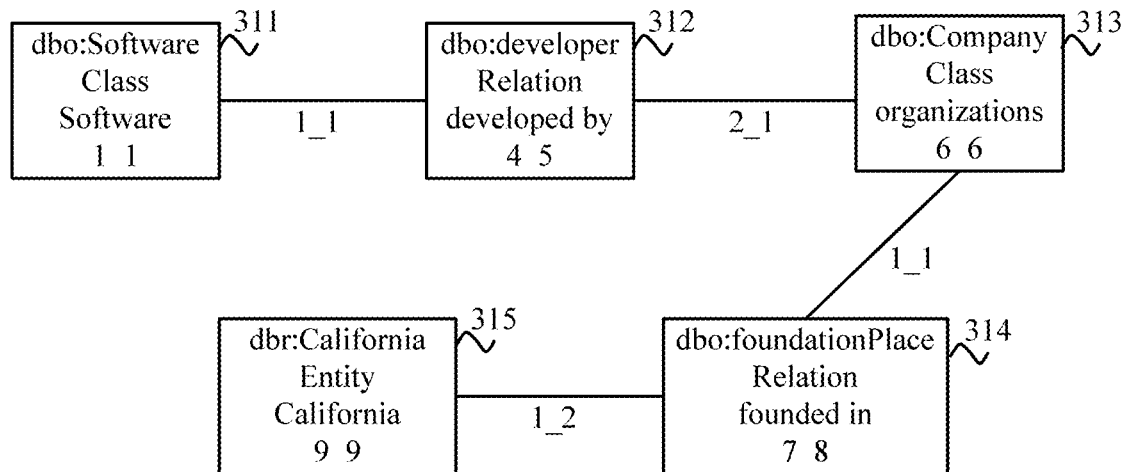 dbo:Software
Class
Software
1 1
311
1_1
dbo:developer
Relation
developed by
4 5
312
2_1
dbo:Company
Class
organizations
6 6
313
1_1
dbr:California
Entity
California
9 9
315
1_2
dbo:foundationPlace
Relation
founded in
7 8
314